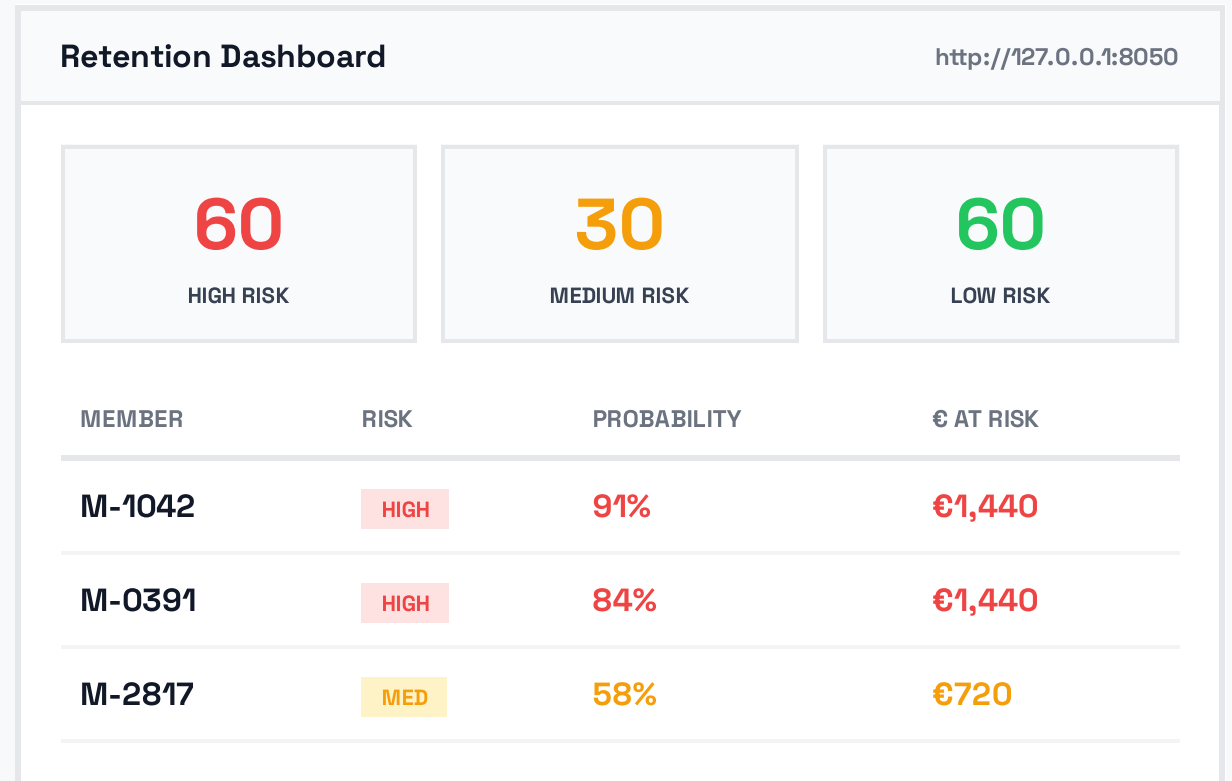 Retention Dashboard http://127.0.0.1:8050
60 30 60
HIGH RISK MEDIUM RISK LOW RISK
MEMBER RISK PROBABILITY € AT RISK
M-1042 HIGH 91% €1,440
M-0391 HIGH 84% €1,440
M-2817 MED 58% €720